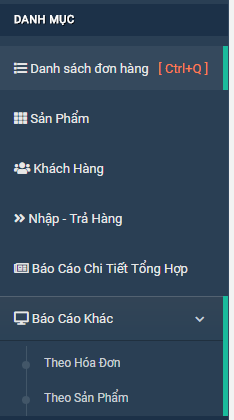 DANH MỤC
Danh sách đơn hàng [ Ctrl+Q ]
Sản Phẩm
Khách Hàng
Nhập - Trả Hàng
Báo Cáo Chi Tiết Tổng Hợp
Báo Cáo Khác
Theo Hóa Đơn
Theo Sản Phẩm